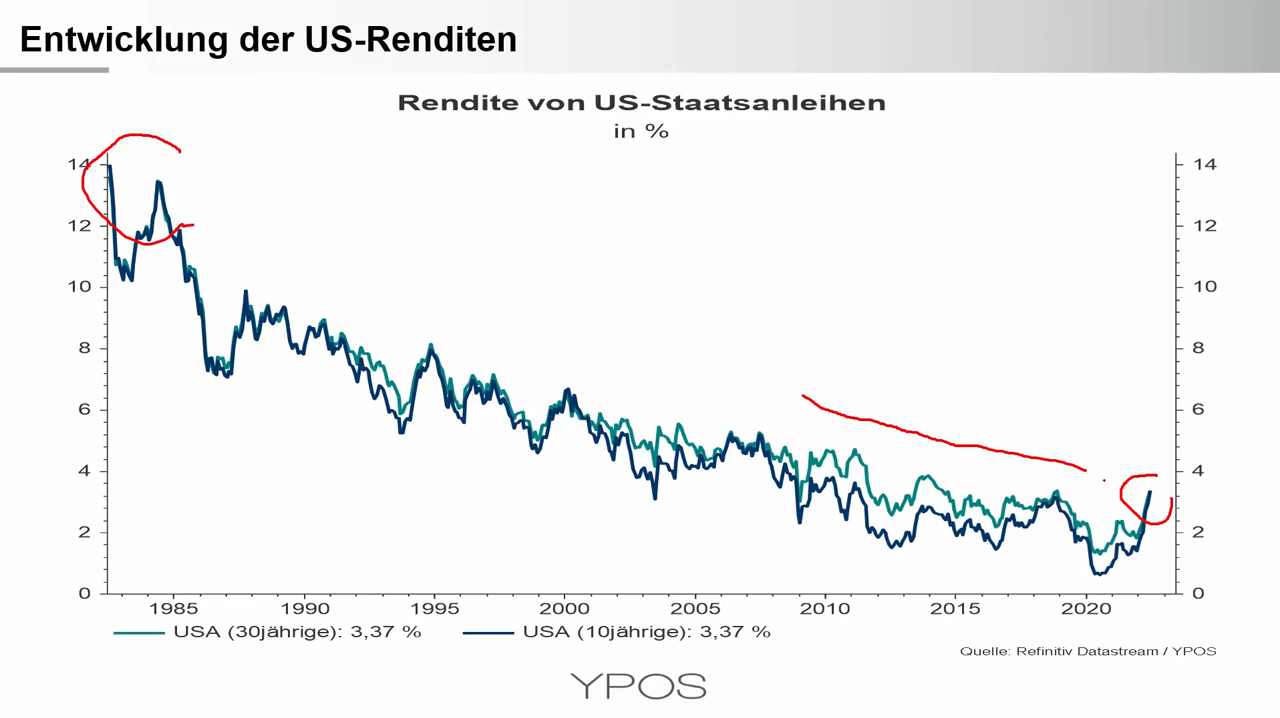 Entwicklung der US-Renditen
Rendite von US-Staatsanleihen
in %
14 14
12 12
10 10
8 8
6 6
4 4
2 2
0 0
1985 1990 1995 2000 2005 2010 2015 2020
USA (30jährige): 3,37 % USA (10jährige): 3,37 %
Quelle: Refinitiv Datastream / YPOS
YPOS